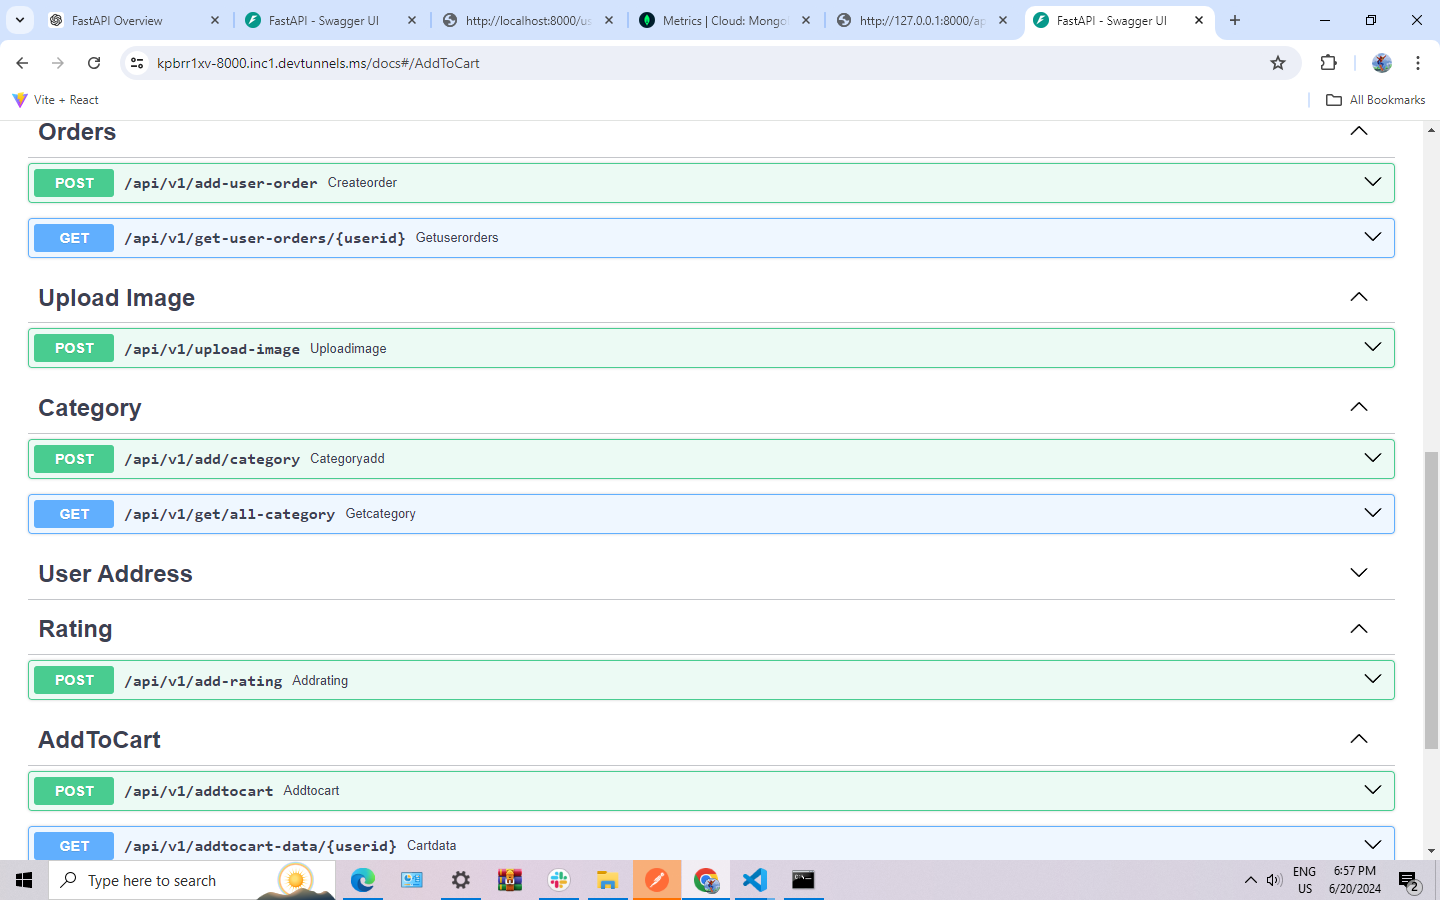 FastAPI Overview
FastAPI - Swagger UI
http://localhost:8000/us
Metrics | Cloud: Mongo
http://127.0.0.1:8000/ap
FastAPI - Swagger UI
kpbrr1xv-8000.inc1.devtunnels.ms/docs#/AddToCart
Vite + React
All Bookmarks
Orders
POST /api/v1/add-user-order Createorder
GET /api/v1/get-user-orders/{userid} Getuserorders
Upload Image
POST /api/v1/upload-image Uploadimage
Category
POST /api/v1/add/category Categoryadd
GET /api/v1/get/all-category Getcategory
User Address
Rating
POST /api/v1/add-rating Addrating
AddToCart
POST /api/v1/addtocart Addtocart
GET /api/v1/addtocart-data/{userid} Cartdata
Type here to search
ENG
US
6:57 PM
6/20/2024
2